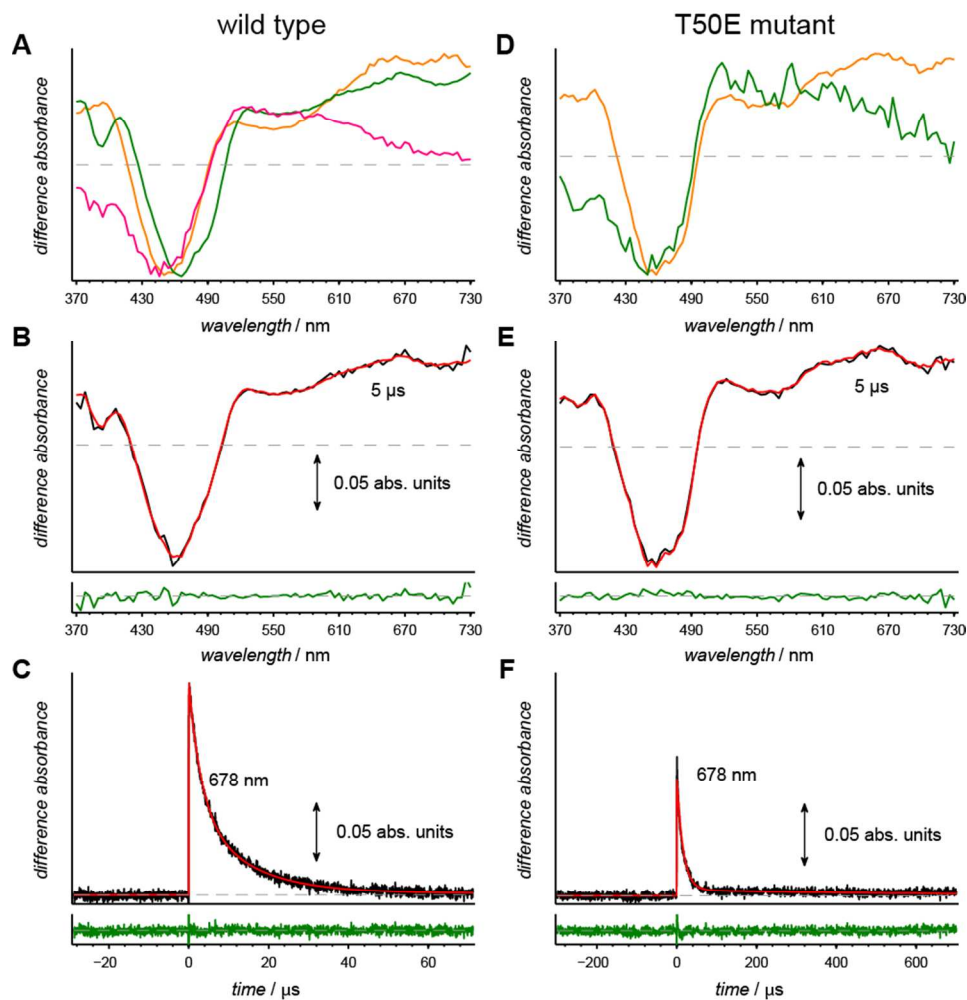 wild type
T50E mutant
A
difference absorbance
370 430 490 550 610 670 730
wavelength / nm
D
difference absorbance
370 430 490 550 610 670 730
wavelength / nm
B
difference absorbance
5 µs
0.05 abs. units
370 430 490 550 610 670 730
wavelength / nm
E
difference absorbance
5 µs
0.05 abs. units
370 430 490 550 610 670 730
wavelength / nm
C
difference absorbance
678 nm
0.05 abs. units
−20 0 20 40 60
time / µs
F
difference absorbance
678 nm
0.05 abs. units
−200 0 200 400 600
time / µs